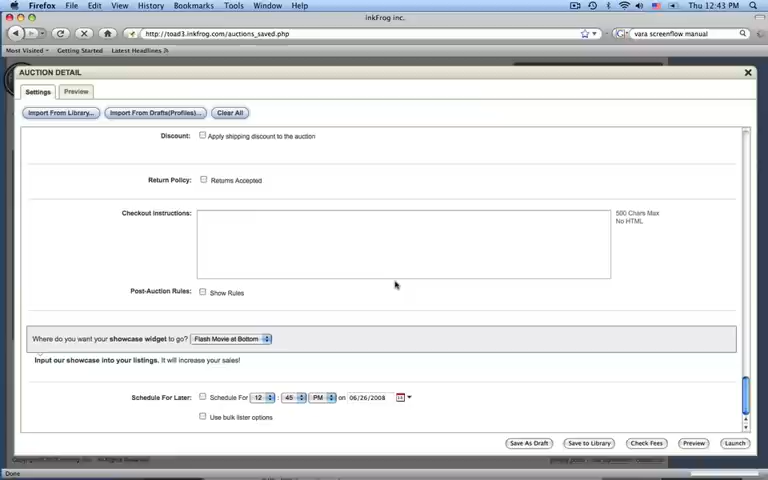 Firefox File Edit View History Bookmarks Tools Window Help Thu 12:43 PM
inkFrog inc.
http://toad3.inkfrog.com/auctions_saved.php vara screenflow manual
Most Visited Getting Started Latest Headlines
AUCTION DETAIL
Settings Preview
Import From Library... Import From Drafts(Profiles)... Clear All
Discount: Apply shipping discount to the auction
Return Policy: Returns Accepted
Checkout Instructions: 500 Chars Max
No HTML
Post-Auction Rules: Show Rules
Where do you want your showcase widget to go? Flash Movie at Bottom
Input our showcase into your listings. It will increase your sales!
Schedule For Later: Schedule For 12 : 45 PM on 06/26/2008
Use bulk lister options
Save As Draft Save to Library Check Fees Preview Launch
Done